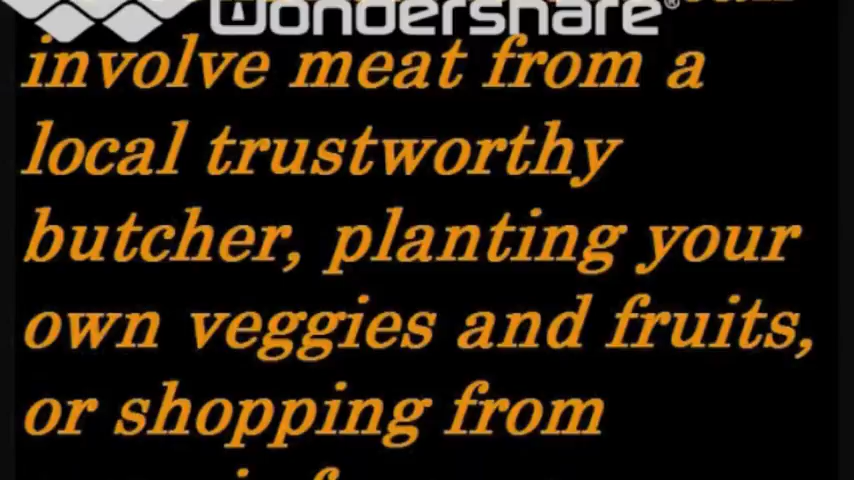 wondershare®
involve meat from a
local trustworthy
butcher, planting your
own veggies and fruits,
or shopping from